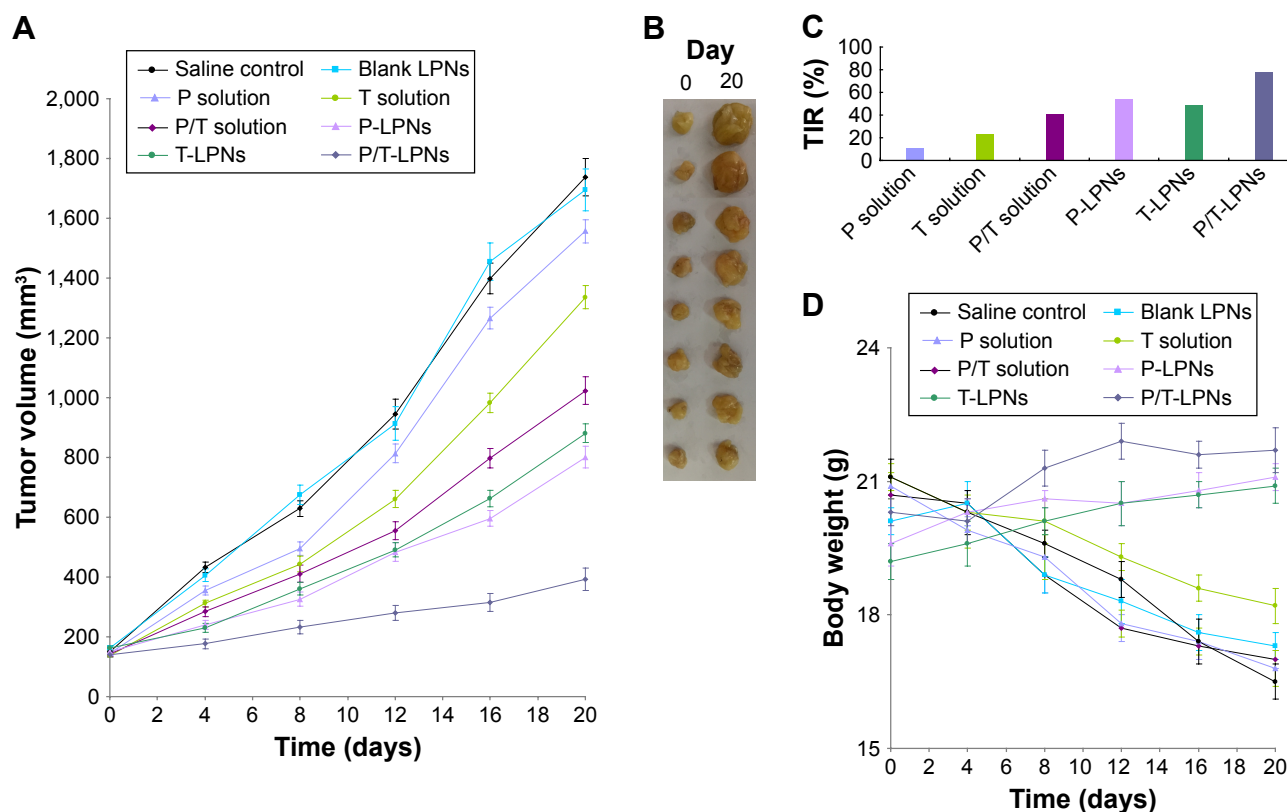 A
Saline control
Blank LPNs
P solution
T solution
P/T solution
P-LPNs
T-LPNs
P/T-LPNs
2,000
1,800
1,600
1,400
1,200
1,000
800
600
400
200
0
Tumor volume (mm³)
0 2 4 6 8 10 12 14 16 18 20
Time (days)
B
Day
0 20
C
100
80
60
40
20
0
TIR (%)
P solution
T solution
P/T solution
P-LPNs
T-LPNs
P/T-LPNs
D
Saline control
Blank LPNs
P solution
T solution
P/T solution
P-LPNs
T-LPNs
P/T-LPNs
24
21
18
15
Body weight (g)
0 2 4 6 8 10 12 14 16 18 20
Time (days)